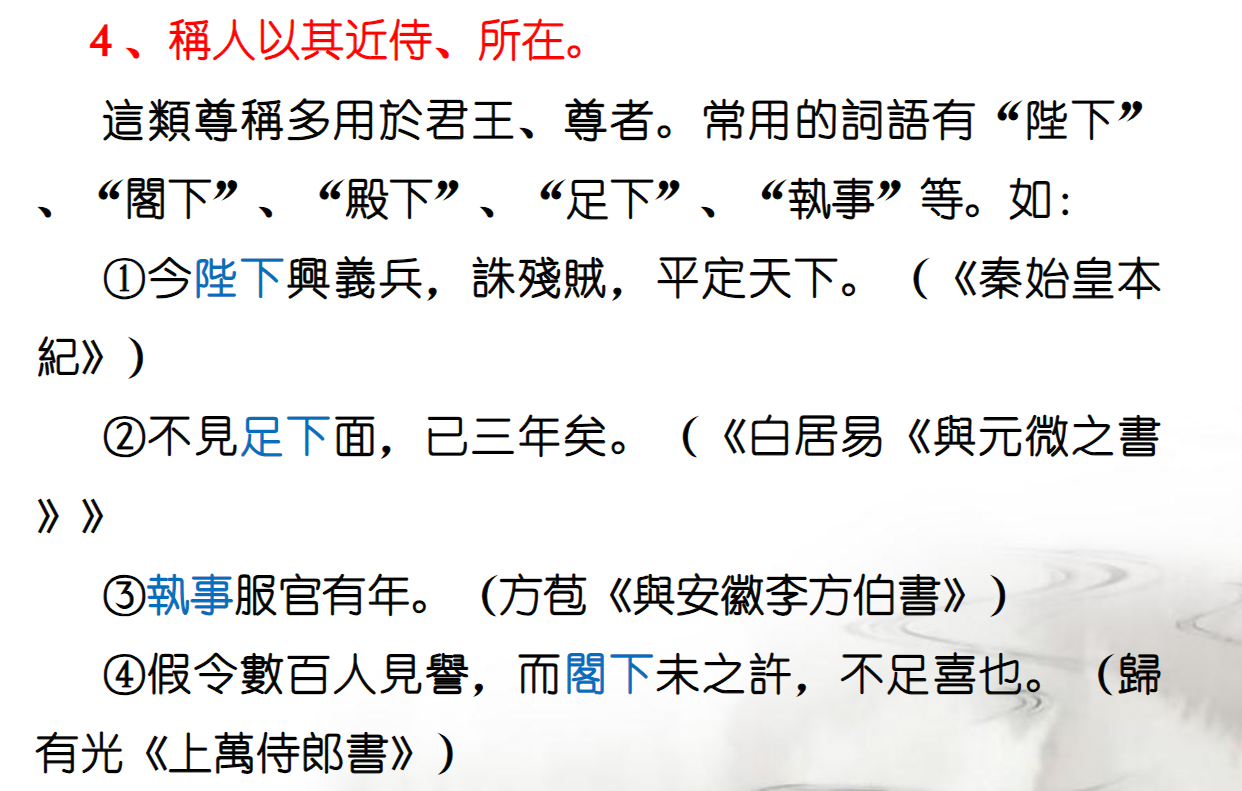 4、稱人以其近侍、所在。
這類尊稱多用於君王、尊者。常用的詞語有“陛下”
、“閣下”、“殿下”、“足下”、“執事”等。如：
①今陛下興義兵，誅殘賊，平定天下。（《秦始皇本
紀》）
②不見足下面，已三年矣。（《白居易《與元微之書
》》
③執事服官有年。（方苞《與安徽李方伯書》）
④假令數百人見譽，而閣下未之許，不足喜也。（歸
有光《上萬侍郎書》）